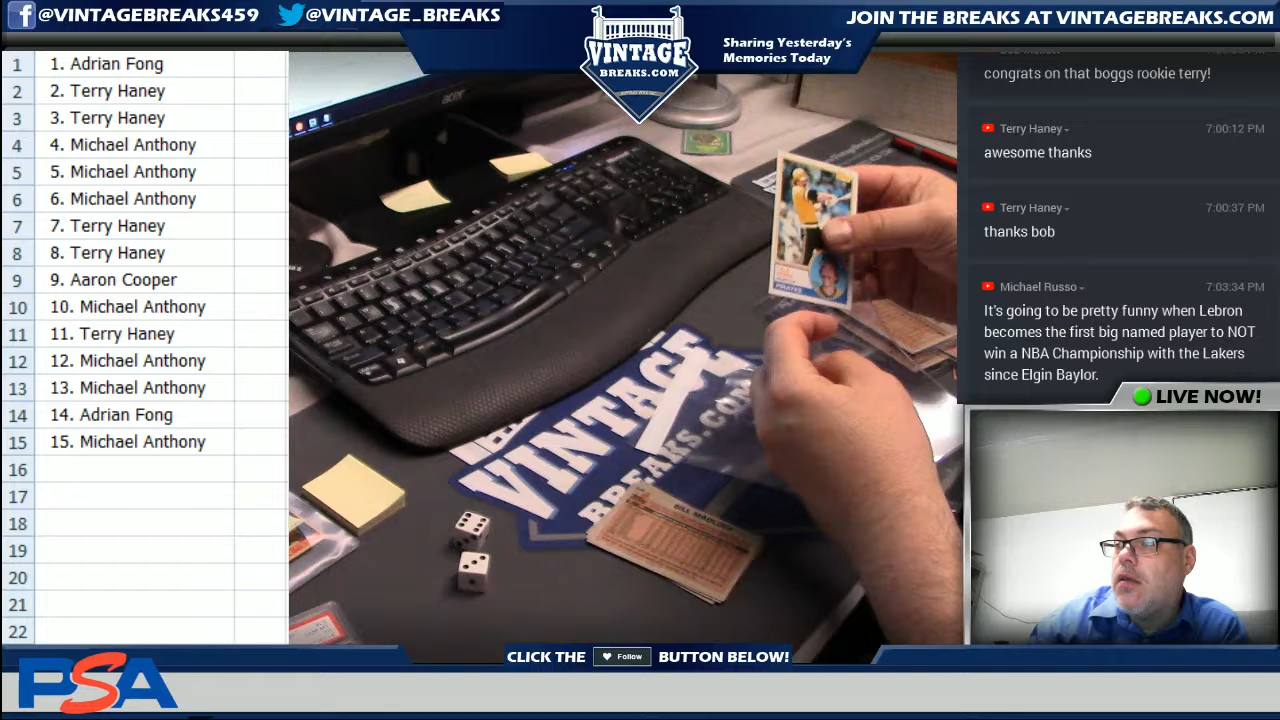 @VINTAGEBREAKS459
@VINTAGE_BREAKS
VINTAGE
BREAKS.COM
Sharing Yesterday's
Memories Today
JOIN THE BREAKS AT VINTAGEBREAKS.COM
1 1. Adrian Fong
2 2. Terry Haney
3 3. Terry Haney
4 4. Michael Anthony
5 5. Michael Anthony
6 6. Michael Anthony
7 7. Terry Haney
8 8. Terry Haney
9 9. Aaron Cooper
10 10. Michael Anthony
11 11. Terry Haney
12 12. Michael Anthony
13 13. Michael Anthony
14 14. Adrian Fong
15 15. Michael Anthony
16
17
18
19
20
21
22
acer
PIRATES
VINTAGE
BREAKS.COM
BILL MADLOCK
congrats on that boggs rookie terry!
Terry Haney 7:00:12 PM
awesome thanks
Terry Haney 7:00:37 PM
thanks bob
Michael Russo 7:03:34 PM
It's going to be pretty funny when Lebron
becomes the first big named player to NOT
win a NBA Championship with the Lakers
since Elgin Baylor.
LIVE NOW!
CLICK THE Follow BUTTON BELOW!
PSA